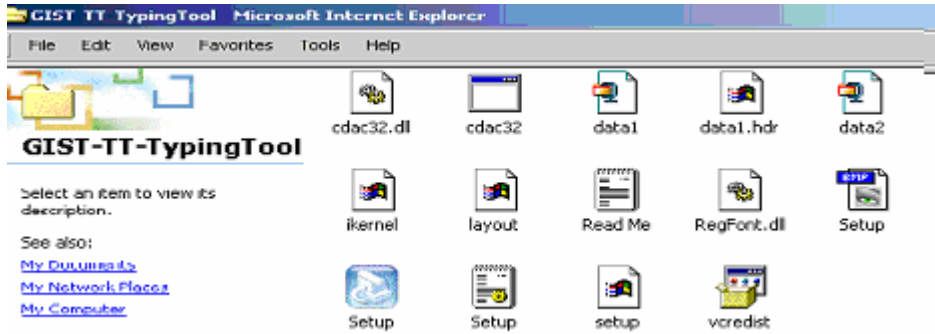 GIST TT TypingTool Microsoft Internet Explorer
File Edit View Favorites Tools Help
cdac32.dl cdac32 data1 data1.hdr data2
GIST-TT-TypingTool
Select an item to view its
description.
ikernel layout Read Me RegFont.dl Setup
See also:
My Documents
My Network Places
My Computer
Setup Setup setup vcredist